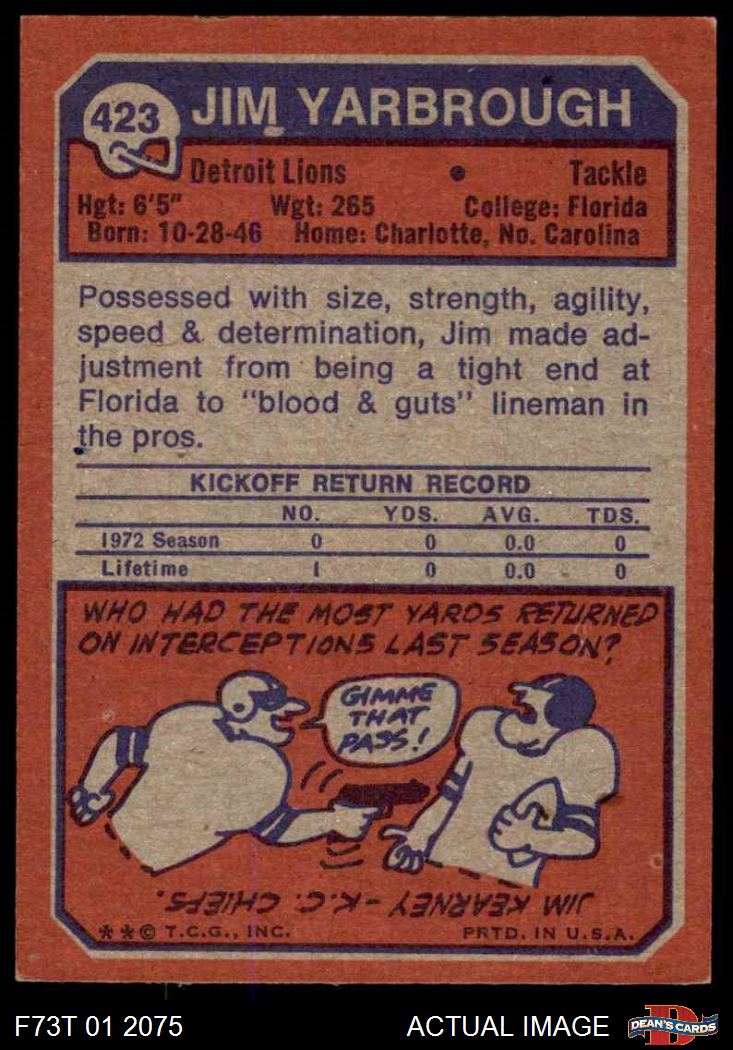 423
JIM YARBROUGH
Detroit Lions • Tackle
Hgt: 6'5" Wgt: 265 College: Florida
Born: 10-28-46 Home: Charlotte, No. Carolina
Possessed with size, strength, agility,
speed & determination, Jim made ad-
justment from being a tight end at
Florida to "blood & guts" lineman in
the pros.
KICKOFF RETURN RECORD
NO. YDS. AVG. TDS.
1972 Season 0 0 0.0 0
Lifetime 1 0 0.0 0
WHO HAD THE MOST YARDS RETURNED
ON INTERCEPTIONS LAST SEASON?
GIMME
THAT
PASS!
JIM KEARNEY - K.C. CHIEFS.
**© T.C.G., INC. PRTD. IN U.S.A.
F73T 01 2075 ACTUAL IMAGE
D
DEAN'S CARDS